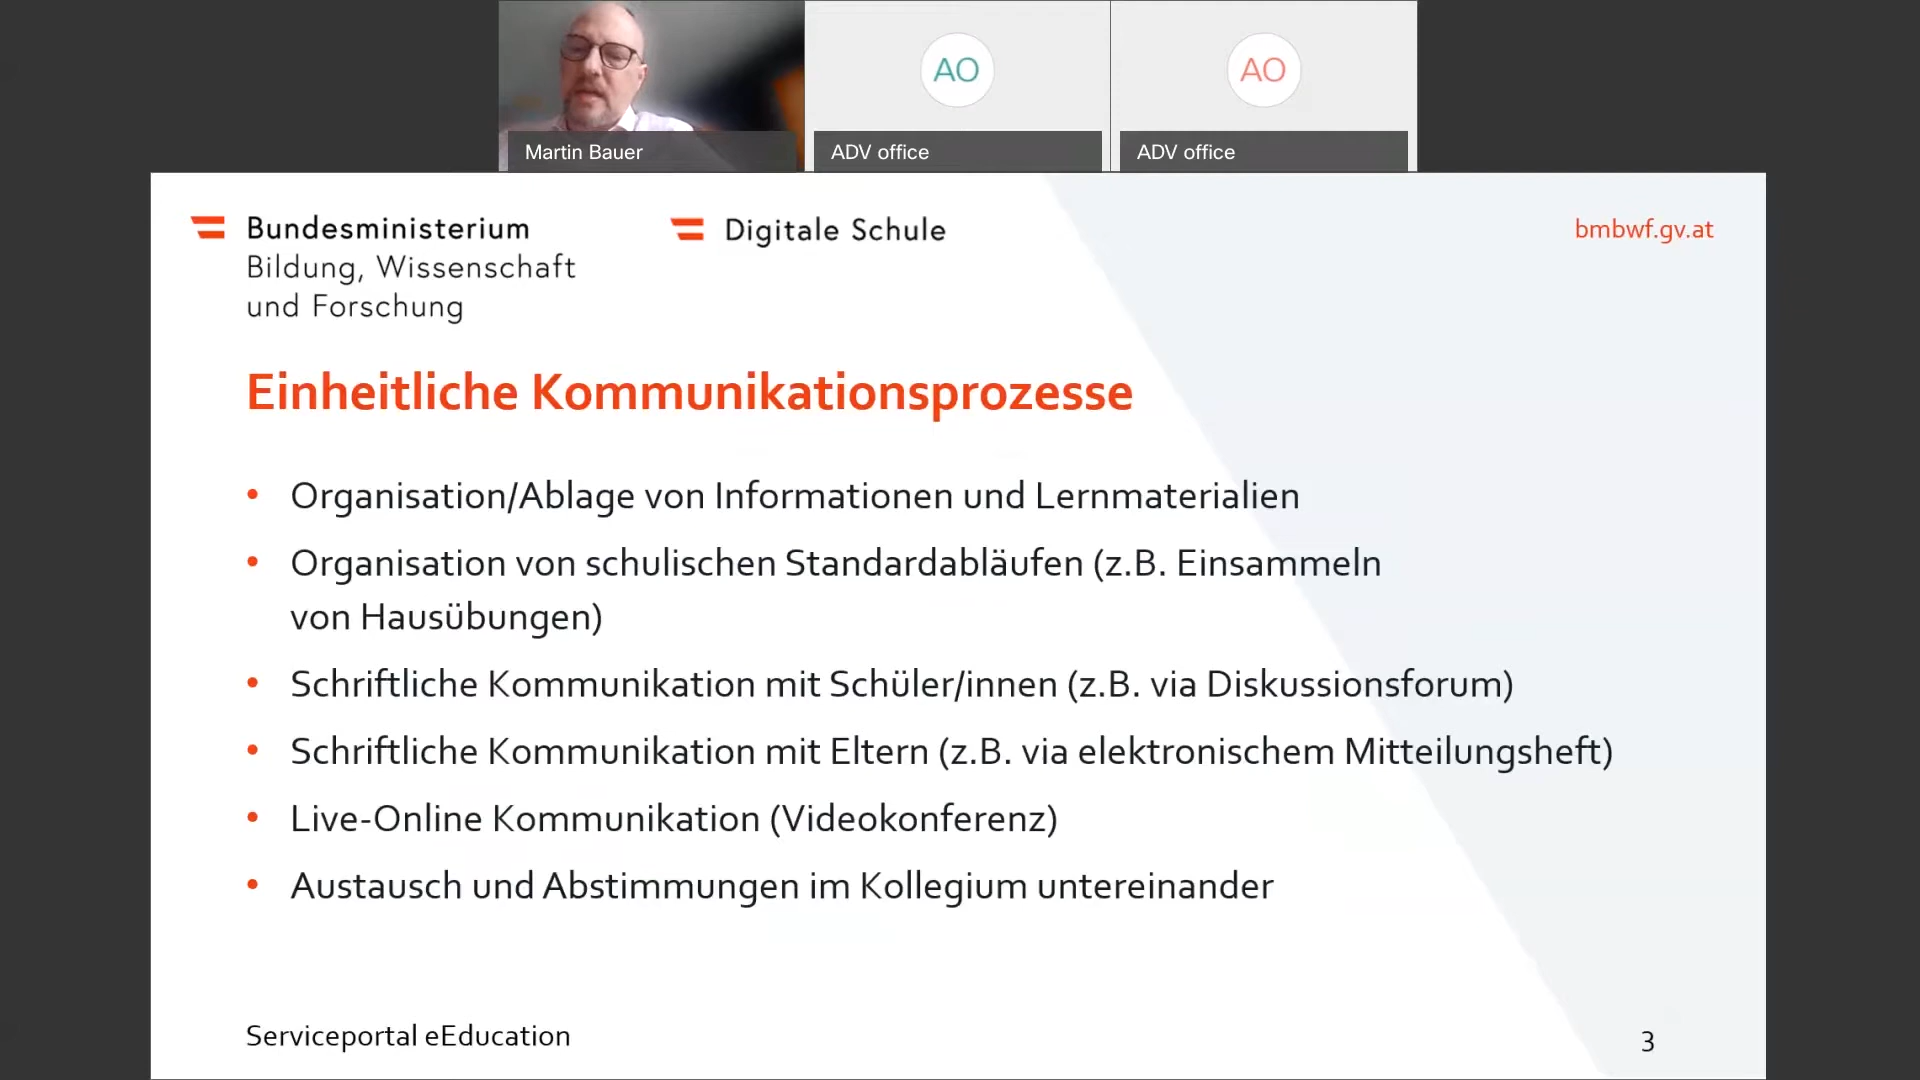 AO
AO
Martin Bauer
ADV office
ADV office
Bundesministerium
Bildung, Wissenschaft
und Forschung
Digitale Schule
bmbwf.gv.at
Einheitliche Kommunikationsprozesse
• Organisation/Ablage von Informationen und Lernmaterialien
• Organisation von schulischen Standardabläufen (z.B. Einsammeln
von Hausübungen)
• Schriftliche Kommunikation mit Schüler/innen (z.B. via Diskussionsforum)
• Schriftliche Kommunikation mit Eltern (z.B. via elektronischem Mitteilungsheft)
• Live-Online Kommunikation (Videokonferenz)
• Austausch und Abstimmungen im Kollegium untereinander
Serviceportal eEducation
3